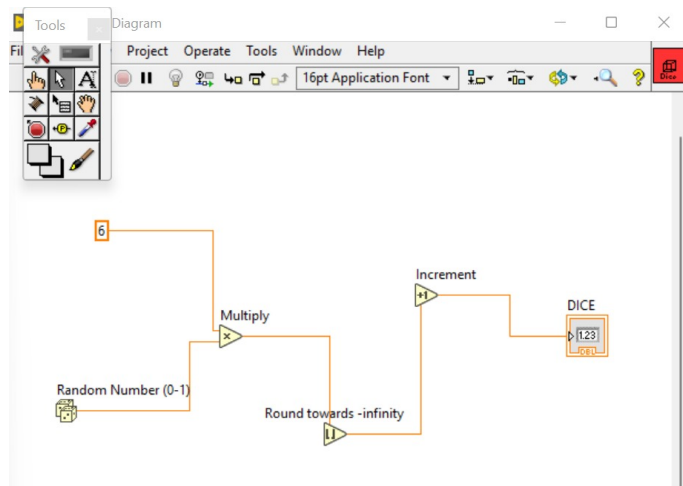 Tools
Diagram
Project Operate Tools Window Help
16pt Application Font
Dice
6
Increment
+1
DICE
1.23
DBL
Multiply
x
Random Number (0-1)
Round towards -infinity